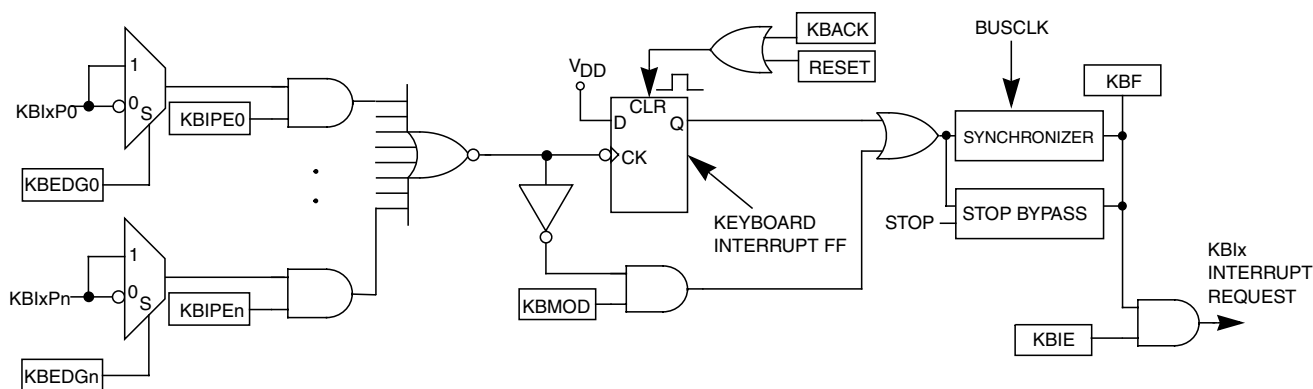 KBIxP0
1
0
S
KBEDG0
KBIPE0
KBIxPn
1
0
S
KBEDGn
KBIPEn
VDD
CLR
D
Q
CK
KBACK
RESET
KEYBOARD
INTERRUPT FF
KBMOD
BUSCLK
SYNCHRONIZER
STOP
STOP BYPASS
KBF
KBIE
KBIx
INTERRUPT
REQUEST